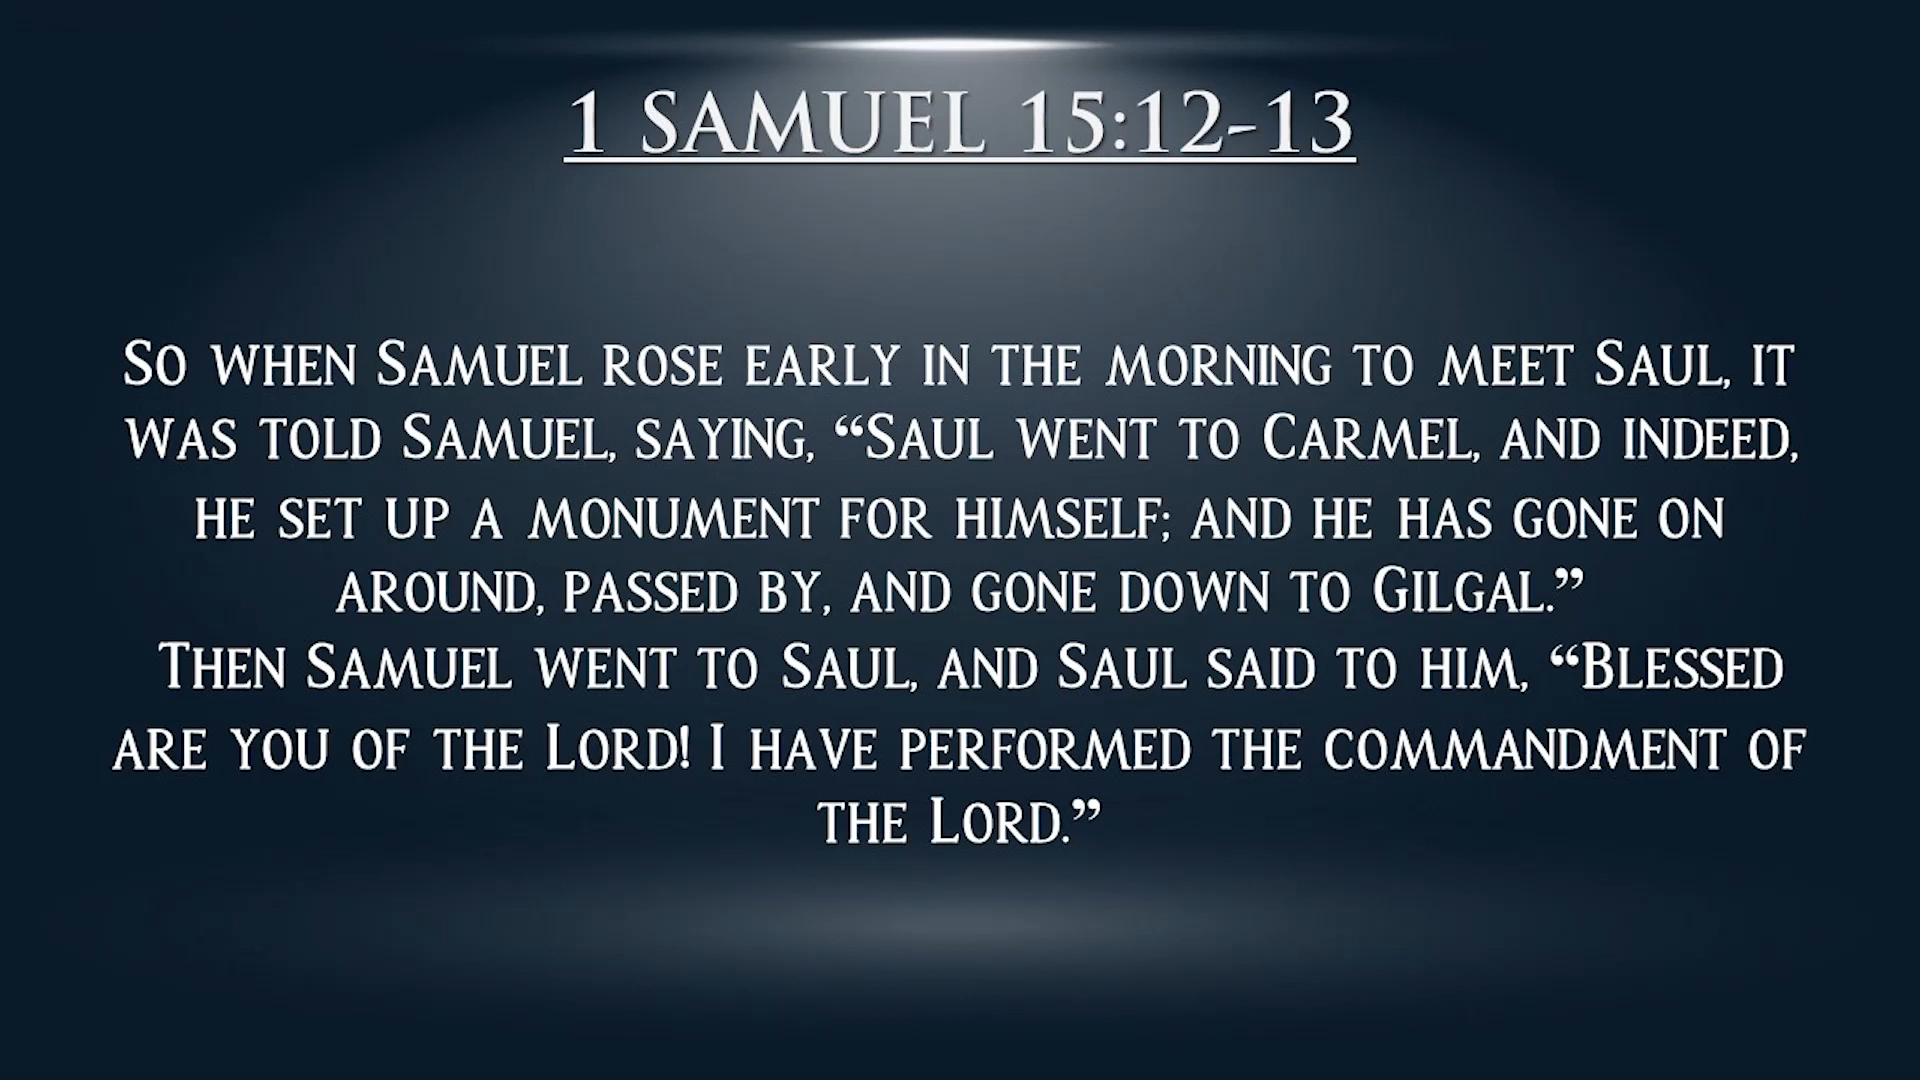 1 SAMUEL 15:12-13
So when Samuel rose early in the morning to meet Saul, it
was told Samuel, saying, “Saul went to Carmel, and indeed,
he set up a monument for himself; and he has gone on
around, passed by, and gone down to Gilgal.”
Then Samuel went to Saul, and Saul said to him, “Blessed
are you of the Lord! I have performed the commandment of
the Lord.”